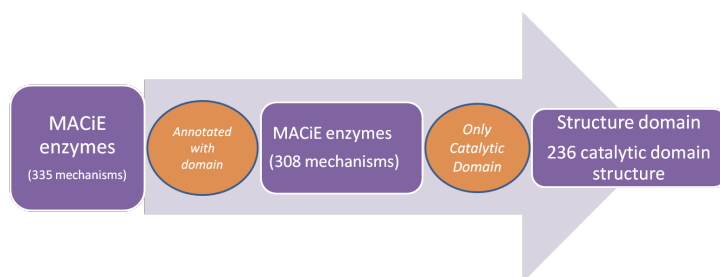 MACiE
enzymes
(335 mechanisms)
Annotated
with
domain
MACiE enzymes
(308 mechanisms)
Only
Catalytic
Domain
Structure domain
236 catalytic domain
structure